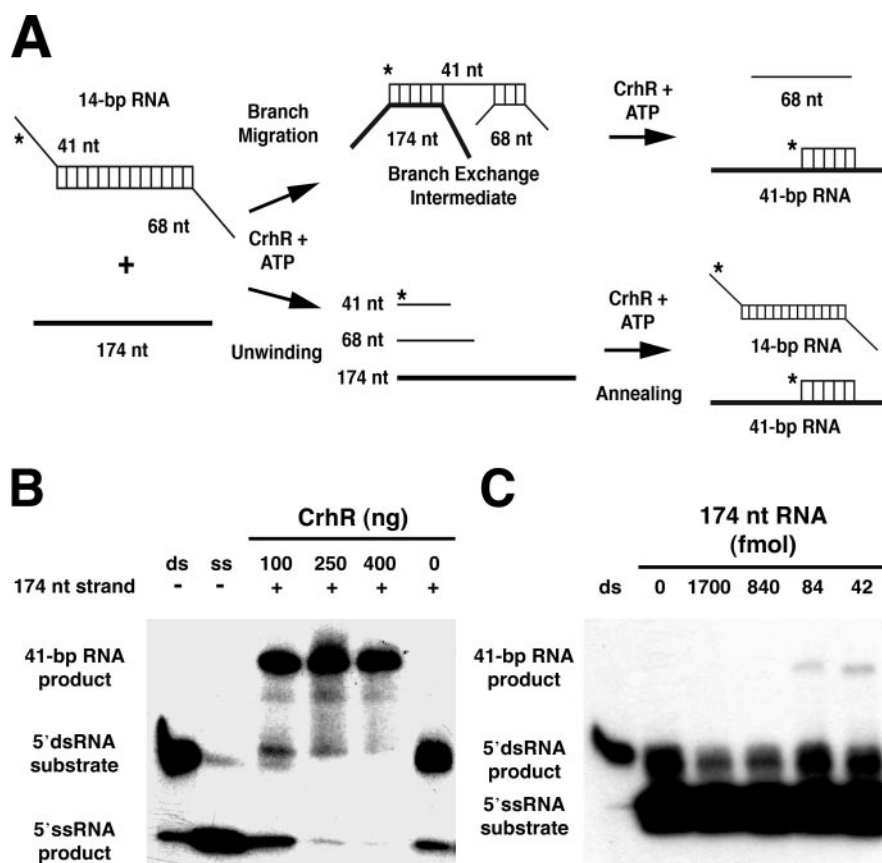 A
14-bp RNA
*
41 nt
68 nt
+
174 nt
Branch
Migration
CrhR +
ATP
Unwinding
*
41 nt
174 nt
68 nt
Branch Exchange
Intermediate
CrhR +
ATP
68 nt
*
41-bp RNA
41 nt
*
68 nt
174 nt
CrhR +
ATP
Annealing
*
14-bp RNA
*
41-bp RNA
B
CrhR (ng)
ds ss 100 250 400 0
174 nt strand - - + + + +
41-bp RNA
product
5'dsRNA
substrate
5'ssRNA
product
C
174 nt RNA
(fmol)
ds 0 1700 840 84 42
41-bp RNA
product
5'dsRNA
product
5'ssRNA
substrate